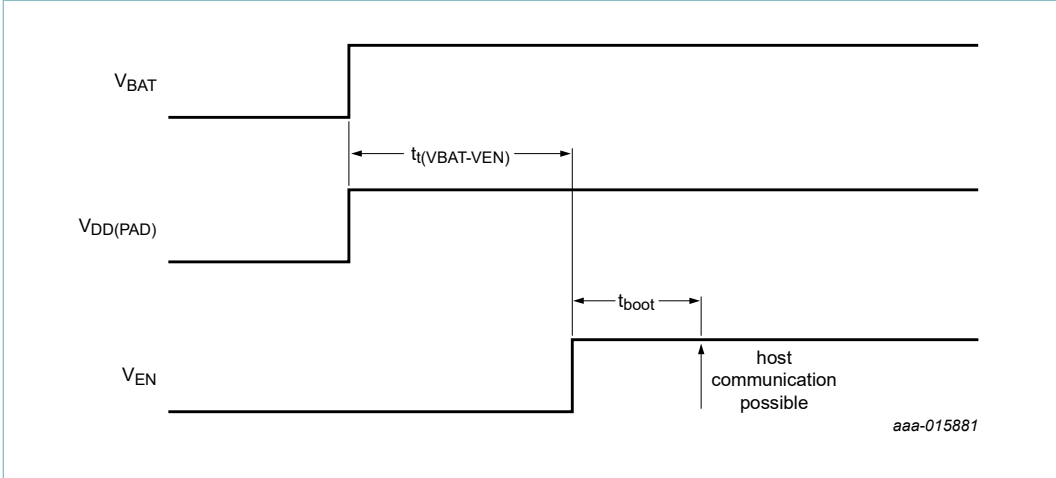 VBAT
tt(VBAT-VEN)
VDD(PAD)
tboot
VEN
host
communication
possible
aaa-015881